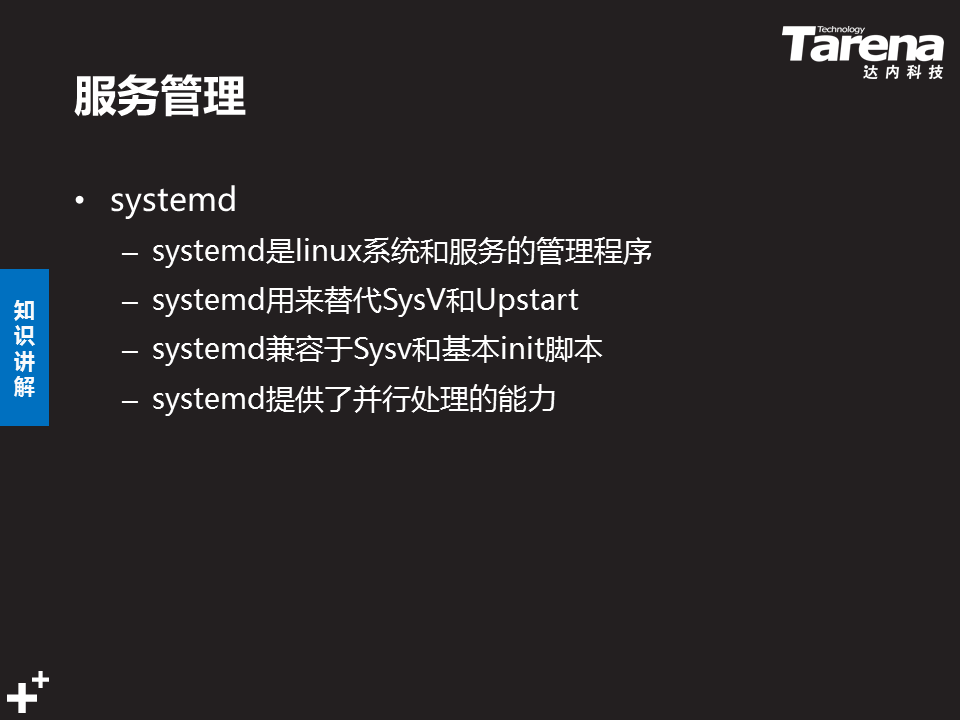 Technology
Tarena
达内科技
服务管理
• systemd
– systemd是linux系统和服务的管理程序
– systemd用来替代SysV和Upstart
– systemd兼容于Sysv和基本init脚本
– systemd提供了并行处理的能力
知识讲解